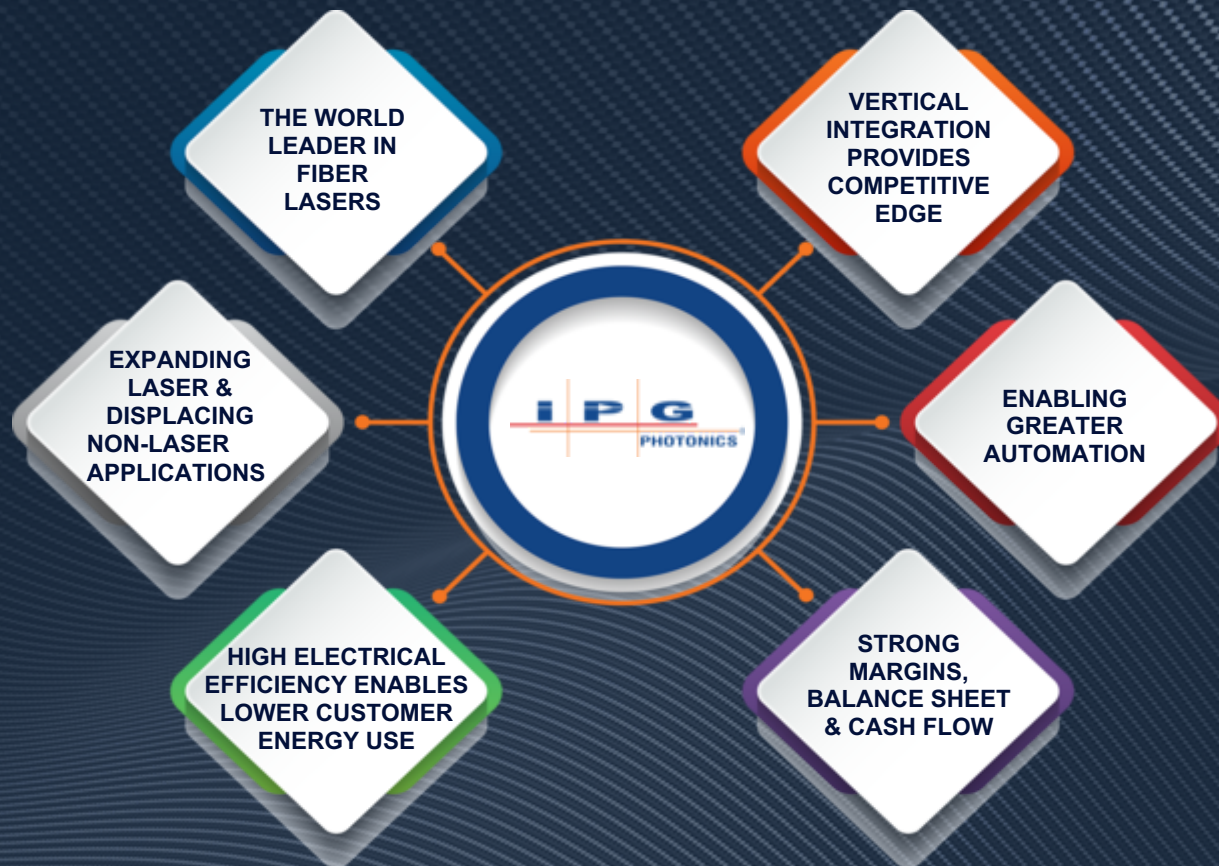 THE WORLD
LEADER IN
FIBER
LASERS
VERTICAL
INTEGRATION
PROVIDES
COMPETITIVE
EDGE
EXPANDING
LASER &
DISPLACING
NON-LASER
APPLICATIONS
IPG
PHOTONICS®
ENABLING
GREATER
AUTOMATION
HIGH ELECTRICAL
EFFICIENCY ENABLES
LOWER CUSTOMER
ENERGY USE
STRONG
MARGINS,
BALANCE SHEET
& CASH FLOW